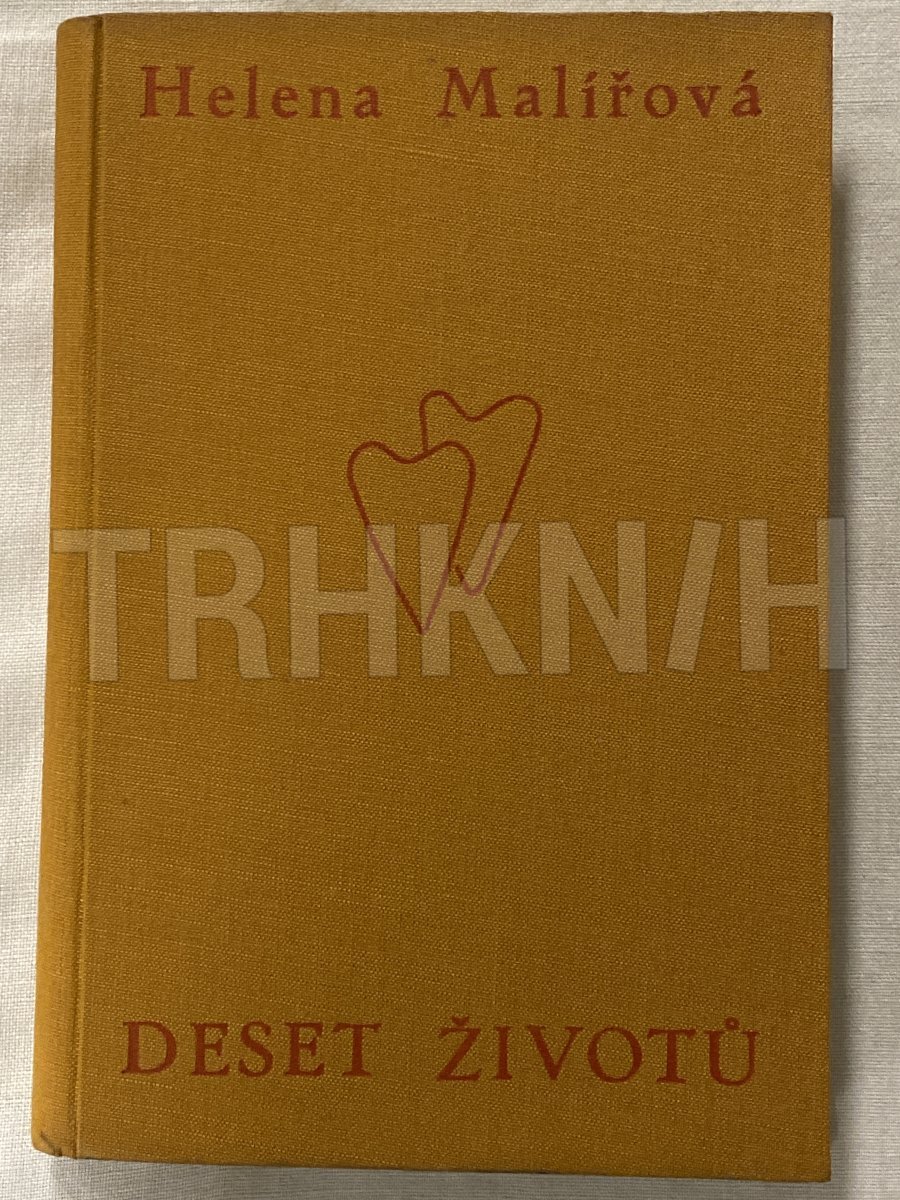 Helena Malířová
TRHKNIH
DESET ŽIVOTŮ